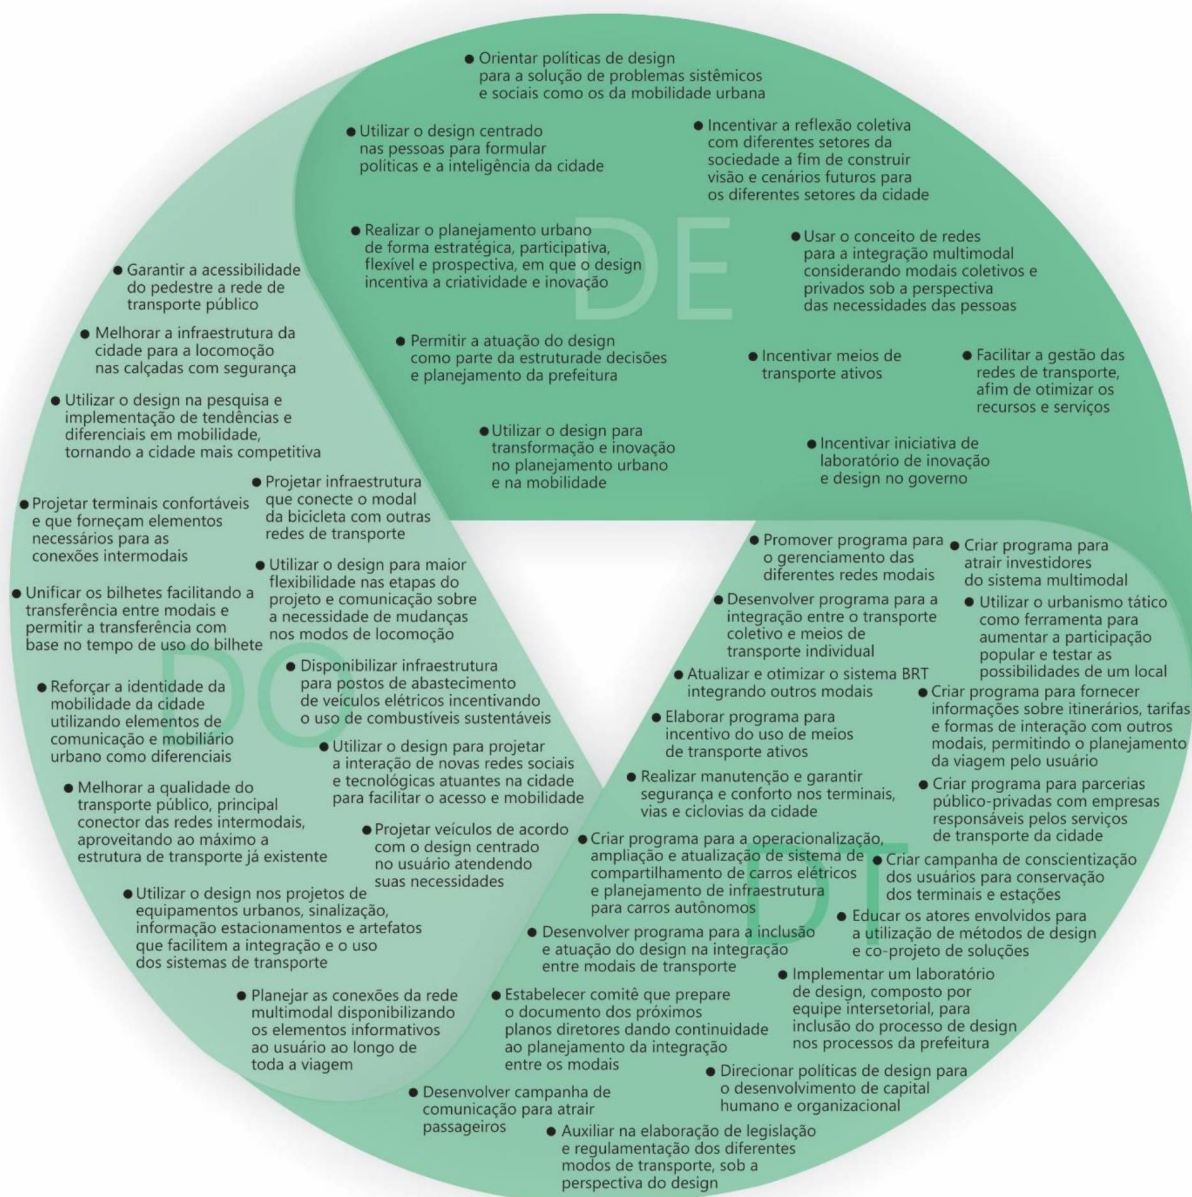 ● Orientar políticas de design
para a solução de problemas sistêmicos
e sociais como os da mobilidade urbana
● Utilizar o design centrado
nas pessoas para formular
políticas e a inteligência da cidade
● Incentivar a reflexão coletiva
com diferentes setores da
sociedade a fim de construir
visão e cenários futuros para
os diferentes setores da cidade
● Realizar o planejamento urbano
de forma estratégica, participativa,
flexível e prospectiva, em que o design
incentiva a criatividade e inovação
● Usar o conceito de redes
para a integração multimodal
considerando modais coletivos e
privados sob a perspectiva
das necessidades das pessoas
DE
● Permitir a atuação do design
como parte da estruturade decisões
e planejamento da prefeitura
● Incentivar meios de
transporte ativos
● Facilitar a gestão das
redes de transporte,
afim de otimizar os
recursos e serviços
● Utilizar o design para
transformação e inovação
no planejamento urbano
e na mobilidade
● Incentivar iniciativa de
laboratório de inovação
e design no governo
● Garantir a acessibilidade
do pedestre a rede de
transporte público
● Melhorar a infraestrutura da
cidade para a locomoção
nas calçadas com segurança
● Utilizar o design na pesquisa e
implementação de tendências e
diferenciais em mobilidade,
tornando a cidade mais competitiva
● Projetar infraestrutura
que conecte o modal
da bicicleta com outras
redes de transporte
● Projetar terminais confortáveis
e que forneçam elementos
necessários para as
conexões intermodais
● Utilizar o design para maior
flexibilidade nas etapas do
projeto e comunicação sobre
a necessidade de mudanças
nos modos de locomoção
● Unificar os bilhetes facilitando a
transferência entre modais e
permitir a transferência com
base no tempo de uso do bilhete
DO
● Disponibilizar infraestrutura
para postos de abastecimento
de veículos elétricos incentivando
o uso de combustíveis sustentáveis
● Reforçar a identidade da
mobilidade da cidade
utilizando elementos de
comunicação e mobiliário
urbano como diferenciais
● Utilizar o design para projetar
a interação de novas redes sociais
e tecnológicas atuantes na cidade
para facilitar o acesso e mobilidade
● Melhorar a qualidade do
transporte público, principal
conector das redes intermodais,
aproveitando ao máximo a
estrutura de transporte já existente
● Projetar veículos de acordo
com o design centrado
no usuário atendendo
suas necessidades
● Utilizar o design nos projetos de
equipamentos urbanos, sinalização,
informação estacionamentos e artefatos
que facilitem a integração e o uso
dos sistemas de transporte
● Planejar as conexões da rede
multimodal disponibilizando
os elementos informativos
ao usuário ao longo de
toda a viagem
● Promover programa para
o gerenciamento das
diferentes redes modais
● Criar programa para
atrair investidores
do sistema multimodal
● Desenvolver programa para a
integração entre o transporte
coletivo e meios de
transporte individual
● Utilizar o urbanismo tático
como ferramenta para
aumentar a participação
popular e testar as
possibilidades de um local
● Atualizar e otimizar o sistema BRT
integrando outros modais
● Criar programa para fornecer
informações sobre itinerários, tarifas
e formas de interação com outros
modais, permitindo o planejamento
da viagem pelo usuário
● Elaborar programa para
incentivo do uso de meios
de transporte ativos
● Realizar manutenção e garantir
segurança e conforto nos terminais,
vias e ciclovias da cidade
● Criar programa para parcerias
público-privadas com empresas
responsáveis pelos serviços
de transporte da cidade
● Criar programa para a operacionalização,
ampliação e atualização de sistema de
compartilhamento de carros elétricos
e planejamento de infraestrutura
para carros autônomos
● Criar campanha de conscientização
dos usuários para conservação
dos terminais e estações
DT
● Educar os atores envolvidos para
a utilização de métodos de design
e co-projeto de soluções
● Desenvolver programa para a inclusão
e atuação do design na integração
entre modais de transporte
● Implementar um laboratório
de design, composto por
equipe intersetorial, para
inclusão do processo de design
nos processos da prefeitura
● Estabelecer comitê que prepare
o documento dos próximos
planos diretores dando continuidade
ao planejamento da integração
entre os modais
● Direcionar políticas de design para
o desenvolvimento de capital
humano e organizacional
● Desenvolver campanha de
comunicação para atrair
passageiros
● Auxiliar na elaboração de legislação
e regulamentação dos diferentes
modos de transporte, sob a
perspectiva do design